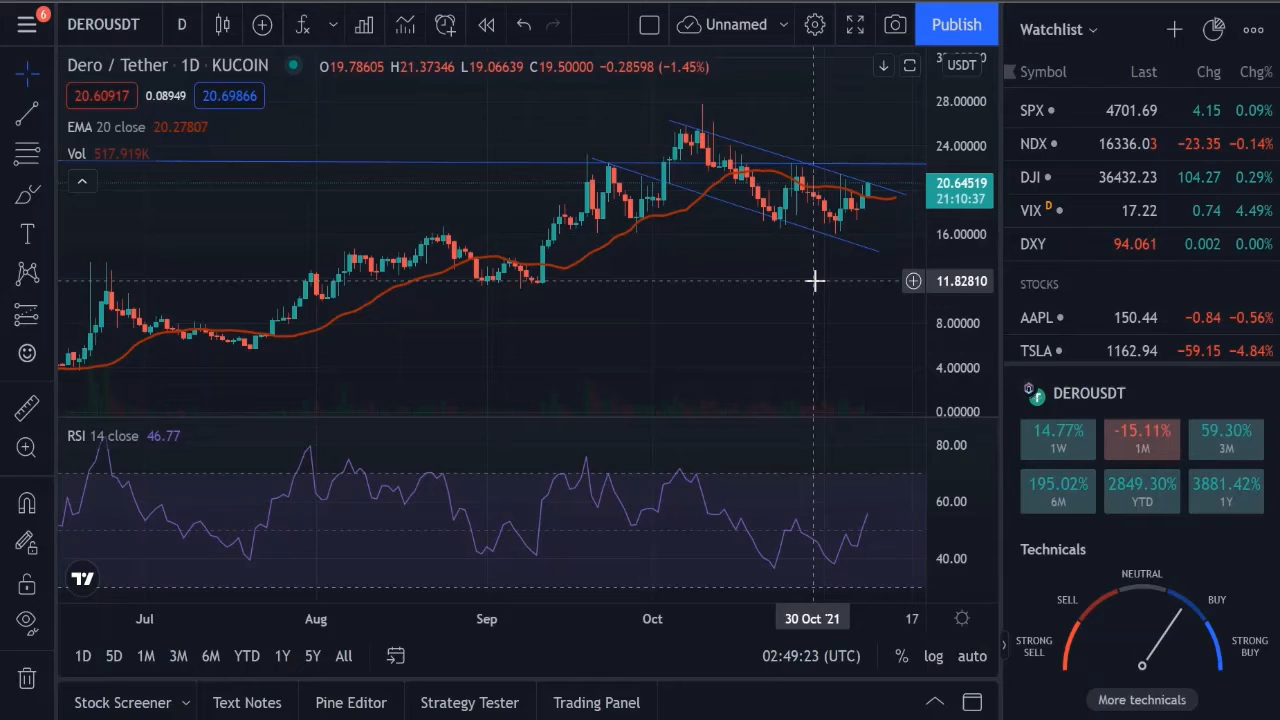 6
DEROUSDT D Unnamed Publish
Dero / Tether · 1D · KUCOIN O19.78605 H21.37346 L19.06639 C19.50000 −0.28598 (−1.45%)
20.60917 0.08949 20.69866
EMA 20 close 20.27807
Vol 517.919K
USDT
28.00000
24.00000
20.64519
21:10:37
16.00000
11.82810
8.00000
4.00000
0.00000
RSI 14 close 46.77
80.00
60.00
40.00
Jul Aug Sep Oct 30 Oct '21 17
1D 5D 1M 3M 6M YTD 1Y 5Y All 02:49:23 (UTC) % log auto
Stock Screener Text Notes Pine Editor Strategy Tester Trading Panel
Watchlist
Symbol Last Chg Chg%
SPX 4701.69 4.15 0.09%
NDX 16336.03 −23.35 −0.14%
DJI 36432.23 104.27 0.29%
VIX D 17.22 0.74 4.49%
DXY 94.061 0.002 0.00%
STOCKS
AAPL 150.44 −0.84 −0.56%
TSLA 1162.94 −59.15 −4.84%
DEROUSDT
14.77% -15.11% 59.30%
1W 1M 3M
195.02% 2849.30% 3881.42%
6M YTD 1Y
Technicals
NEUTRAL
SELL BUY
STRONG SELL STRONG BUY
More technicals